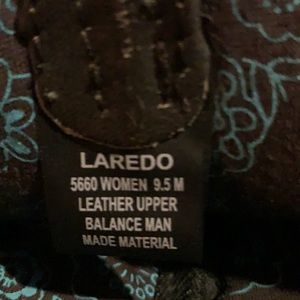 LAREDO
5660 WOMEN 9.5 M
LEATHER UPPER
BALANCE MAN
MADE MATERIAL